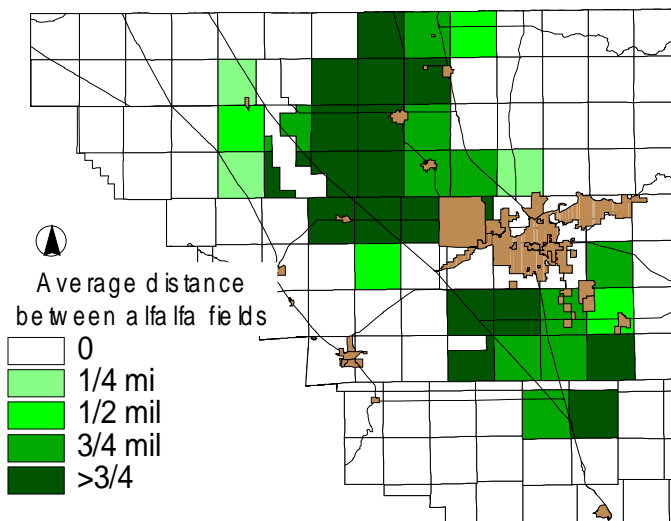 Average distance
between alfalfa fields
0
1/4 mi
1/2 mil
3/4 mil
>3/4